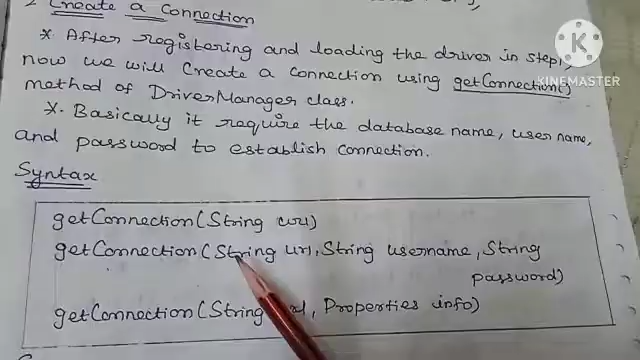 2 Create a Connection
* After registering and loading the driver in step1,
now we will create a connection using getConnection()
method of DriverManager class.
* Basically it require the database name, user name,
and password to establish connection.
Syntax
getConnection(String url)
getConnection(String url, String username, String
password)
getConnection(String, Properties info)
KINEMASTER